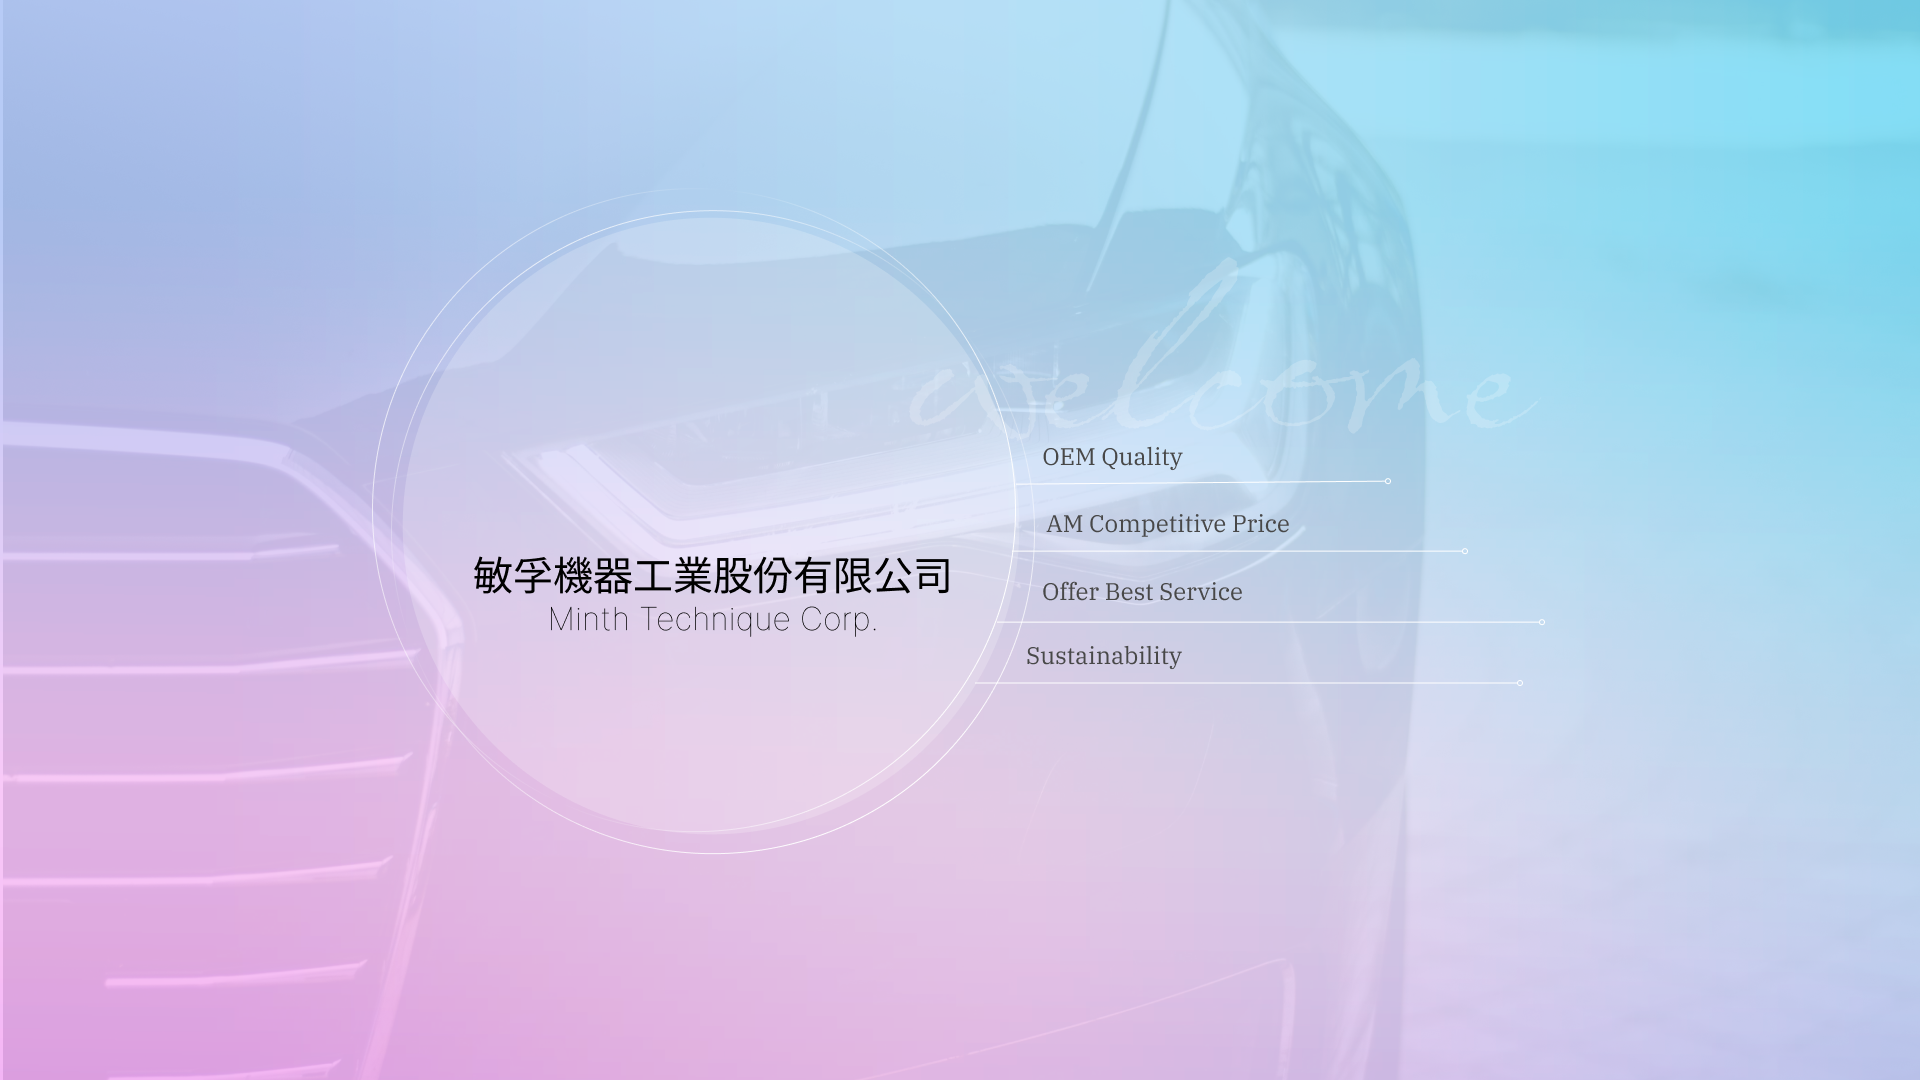 welcome
OEM Quality
AM Competitive Price
敏孚機器工業股份有限公司
Offer Best Service
Minth Technique Corp.
Sustainability